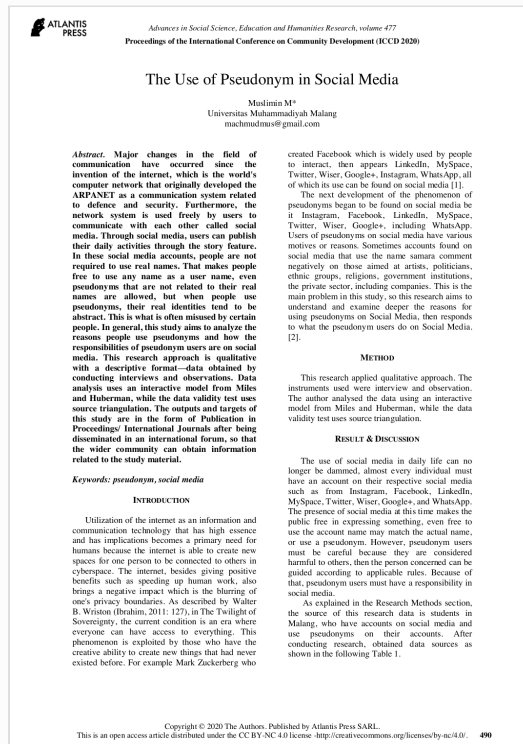 ATLANTIS
PRESS
Advances in Social Science, Education and Humanities Research, volume 477
Proceedings of the International Conference on Community Development (ICCD 2020)
The Use of Pseudonym in Social Media
Muslimin M*
Universitas Muhammadiyah Malang
machmudmus@gmail.com
Abstract. Major changes in the field of
communication have occurred since the
invention of the internet, which is the world's
computer network that originally developed the
ARPANET as a communication system related
to defence and security. Furthermore, the
network system is used freely by users to
communicate with each other called social
media. Through social media, users can publish
their daily activities through the story feature.
In these social media accounts, people are not
required to use real names. That makes people
free to use any name as a user name, even
pseudonyms that are not related to their real
names are allowed, but when people use
pseudonyms, their real identities tend to be
abstract. This is what is often misused by certain
people. In general, this study aims to analyze the
reasons people use pseudonyms and how the
responsibilities of pseudonym users are on social
media. This research approach is qualitative
with a descriptive format—data obtained by
conducting interviews and observations. Data
analysis uses an interactive model from Miles
and Huberman, while the data validity test uses
source triangulation. The outputs and targets of
this study are in the form of Publication in
Proceedings/ International Journals after being
disseminated in an international forum, so that
the wider community can obtain information
related to the study material.
Keywords: pseudonym, social media
INTRODUCTION
Utilization of the internet as an information and
communication technology that has high essence
and has implications becomes a primary need for
humans because the internet is able to create new
spaces for one person to be connected to others in
cyberspace. The internet, besides giving positive
benefits such as speeding up human work, also
brings a negative impact which is the blurring of
one's privacy boundaries. As described by Walter
B. Wriston (Ibrahim, 2011: 127), in The Twilight of
Sovereignty, the current condition is an era where
everyone can have access to everything. This
phenomenon is exploited by those who have the
creative ability to create new things that had never
existed before. For example Mark Zuckerberg who
created Facebook which is widely used by people
to interact, then appears LinkedIn, MySpace,
Twitter, Wiser, Google+, Instagram, WhatsApp, all
of which its use can be found on social media [1].
The next development of the phenomenon of
pseudonyms began to be found on social media be
it Instagram, Facebook, LinkedIn, MySpace,
Twitter, Wiser, Google+, including WhatsApp.
Users of pseudonyms on social media have various
motives or reasons. Sometimes accounts found on
social media that use the name samara comment
negatively on those aimed at artists, politicians,
ethnic groups, religions, government institutions,
the private sector, including companies. This is the
main problem in this study, so this research aims to
understand and examine deeper the reasons for
using pseudonyms on Social Media, then responds
to what the pseudonym users do on Social Media.
[2].
METHOD
This research applied qualitative approach. The
instruments used were interview and observation.
The author analysed the data using an interactive
model from Miles and Huberman, while the data
validity test uses source triangulation.
RESULT & DISCUSSION
The use of social media in daily life can no
longer be dammed, almost every individual must
have an account on their respective social media
such as from Instagram, Facebook, LinkedIn,
MySpace, Twitter, Wiser, Google+, and WhatsApp.
The presence of social media at this time makes the
public free in expressing something, even free to
use the account name may match the actual name,
or use a pseudonym. However, pseudonym users
must be careful because they are considered
harmful to others, then the person concerned can be
guided according to applicable rules. Because of
that, pseudonym users must have a responsibility in
social media.
As explained in the Research Methods section,
the source of this research data is students in
Malang, who have accounts on social media and
use pseudonyms on their accounts. After
conducting research, obtained data sources as
shown in the following Table 1.
Copyright © 2020 The Authors. Published by Atlantis Press SARL.
This is an open access article distributed under the CC BY-NC 4.0 license -http://creativecommons.org/licenses/by-nc/4.0/. 490